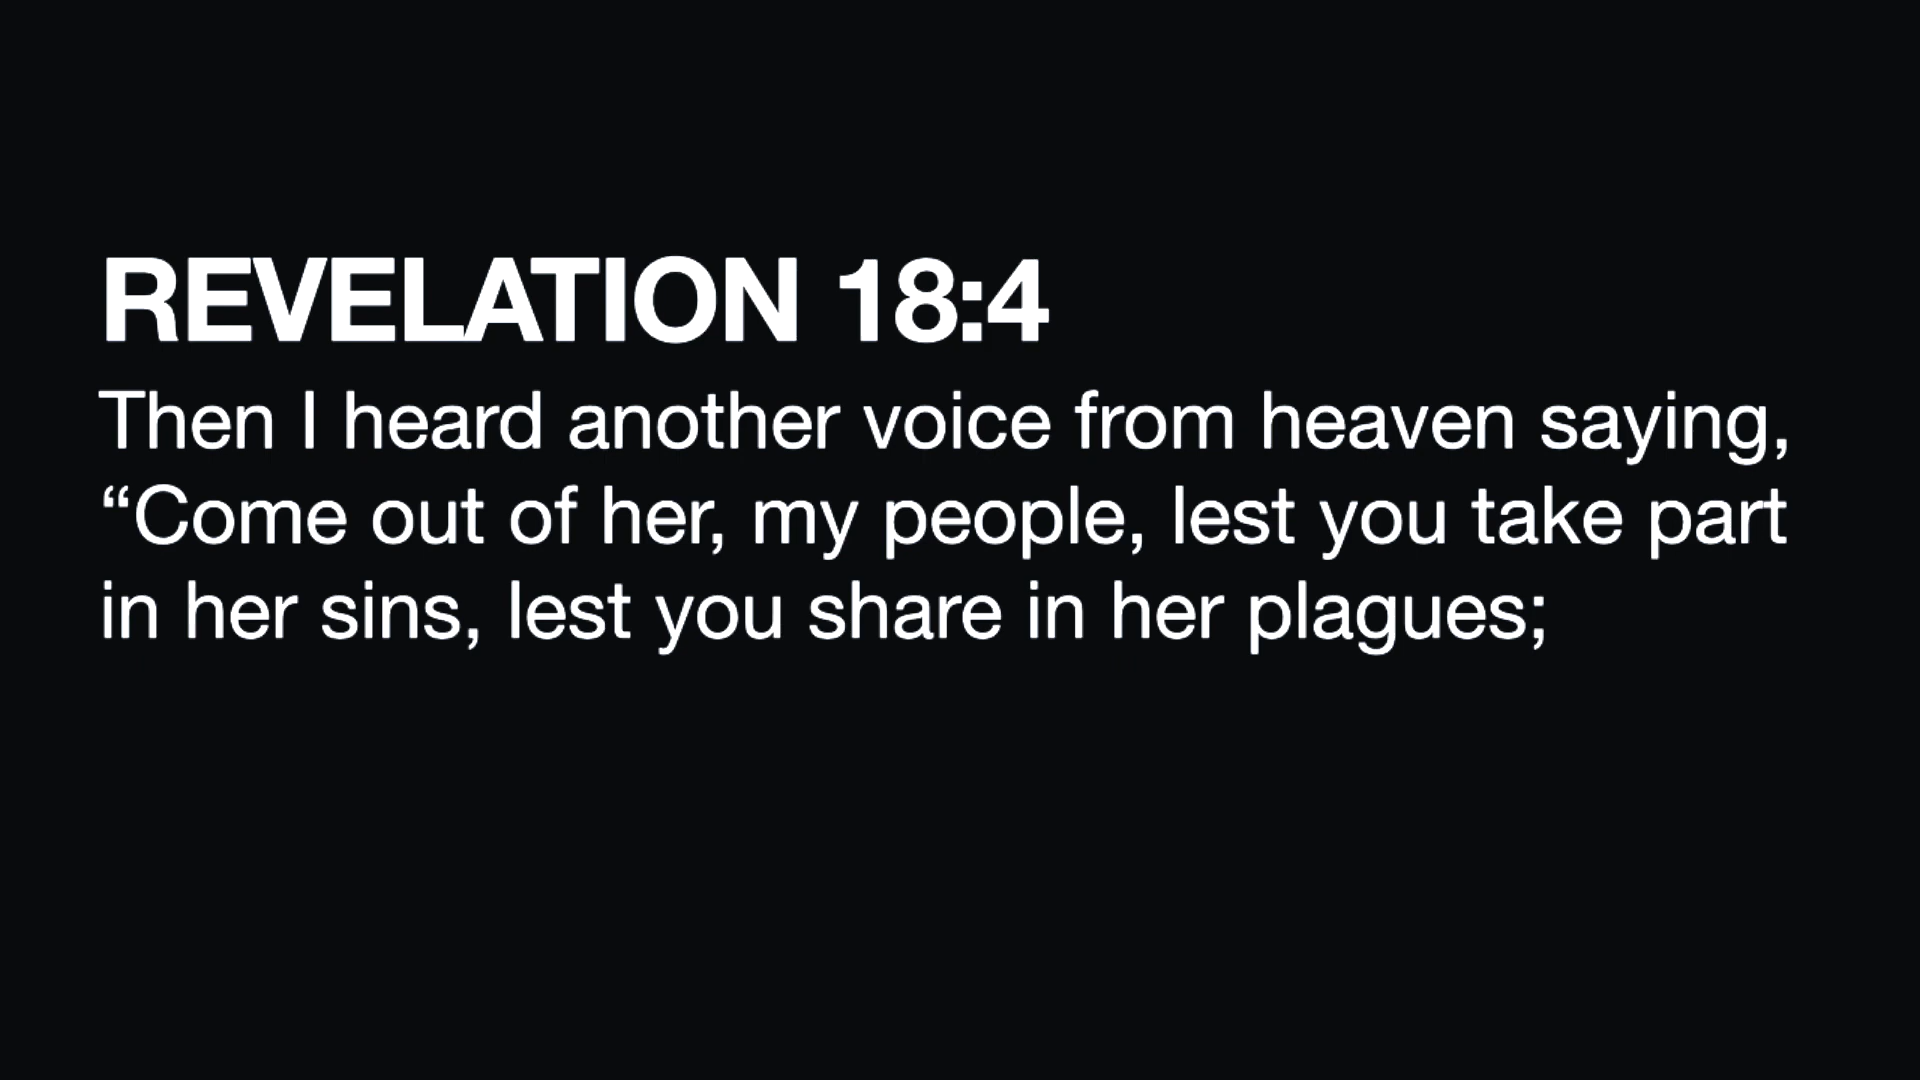 REVELATION 18:4
Then I heard another voice from heaven saying,
“Come out of her, my people, lest you take part
in her sins, lest you share in her plagues;